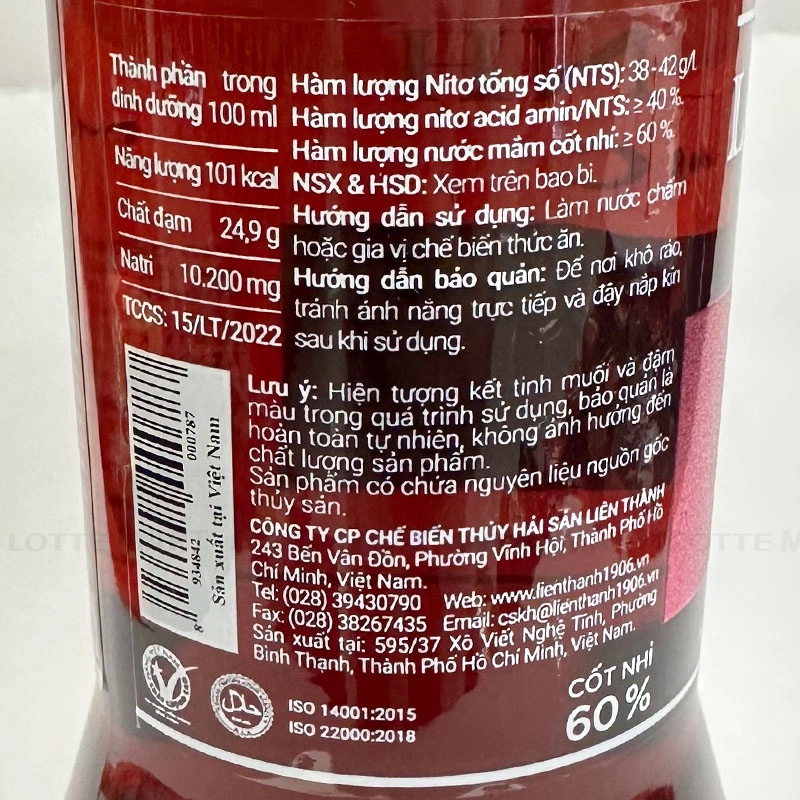 Thành phần trong
dinh dưỡng 100 ml
Năng lượng 101 kcal
Chất đạm 24,9 g
Natri 10.200 mg
TCCS: 15/LT/2022
Hàm lượng Nitơ tổng số (NTS): 38-42 g/l.
Hàm lượng nitơ acid amin/NTS: ≥ 40 %.
Hàm lượng nước mắm cốt nhỉ: ≥ 60 %.
NSX & HSD: Xem trên bao bì.
Hướng dẫn sử dụng: Làm nước chấm
hoặc gia vị chế biến thức ăn.
Hướng dẫn bảo quản: Để nơi khô ráo,
tránh ánh nắng trực tiếp và đậy nắp kín
sau khi sử dụng.
Lưu ý: Hiện tượng kết tinh muối và đậm
màu trong quá trình sử dụng, bảo quản là
hoàn toàn tự nhiên, không ảnh hưởng đến
chất lượng sản phẩm.
Sản phẩm có chứa nguyên liệu nguồn gốc
thủy sản.
CÔNG TY CP CHẾ BIẾN THỦY HẢI SẢN LIÊN THÀNH
243 Bến Vân Đồn, Phường Vĩnh Hội, Thành Phố Hồ
Chí Minh, Việt Nam.
Tel: (028) 39430790 Web: www.lienthanh1906.vn
Fax: (028) 38267435 Email: cskh@lienthanh1906.vn
Sản xuất tại: 595/37 Xô Viết Nghệ Tĩnh, Phường
Bình Thạnh, Thành Phố Hồ Chí Minh, Việt Nam.
8 934842 000787
Sản xuất tại Việt Nam
حلال
ISO 14001:2015
ISO 22000:2018
CỐT NHỈ
60 %
LOTTE
LOTTE M